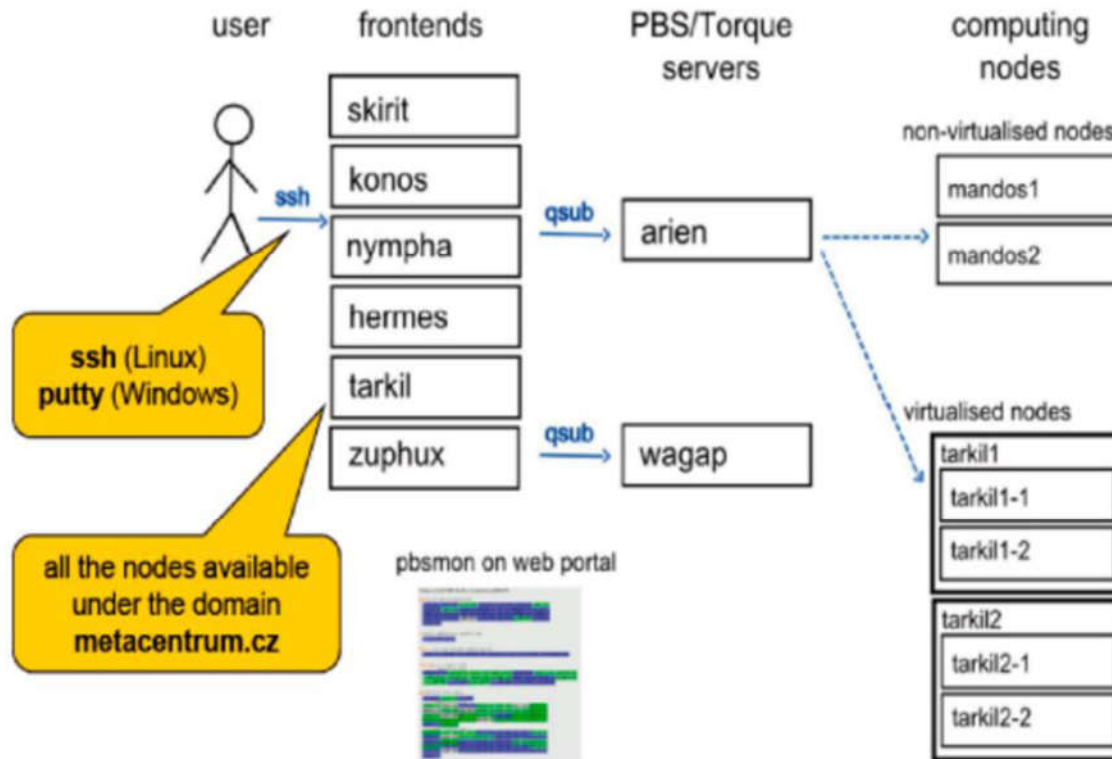 user
frontends
PBS/Torque
servers
computing
nodes
skirit
konos
nympha
hermes
tarkil
zuphux
ssh
qsub
arien
qsub
wagap
non-virtualised nodes
mandos1
mandos2
virtualised nodes
tarkil1
tarkil1-1
tarkil1-2
tarkil2
tarkil2-1
tarkil2-2
ssh (Linux)
putty (Windows)
all the nodes available
under the domain
metacentrum.cz
pbsmon on web portal